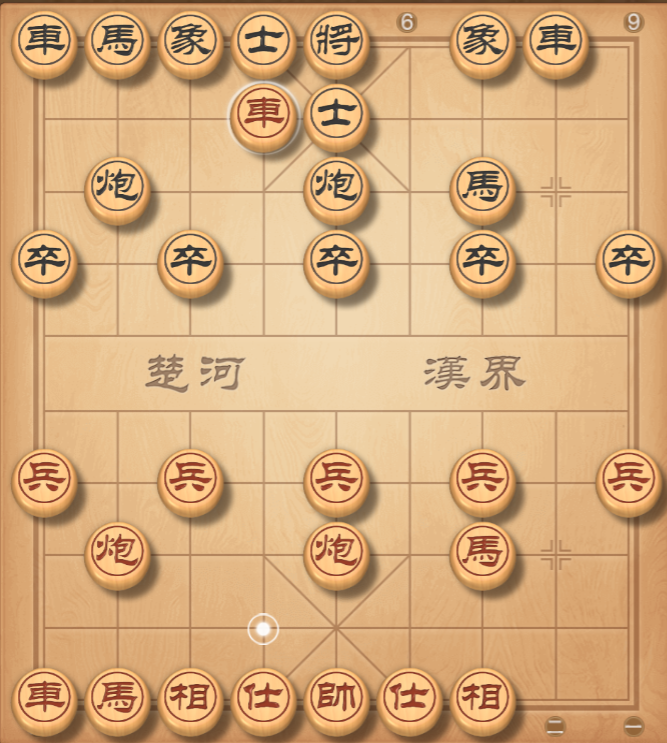 車 馬 象 士 將 6 象 車 9
車 士
炮 炮 馬
卒 卒 卒 卒 卒
楚河 漢界
兵 兵 兵 兵 兵
炮 炮 馬
車 馬 相 仕 帥 仕 相 二 一